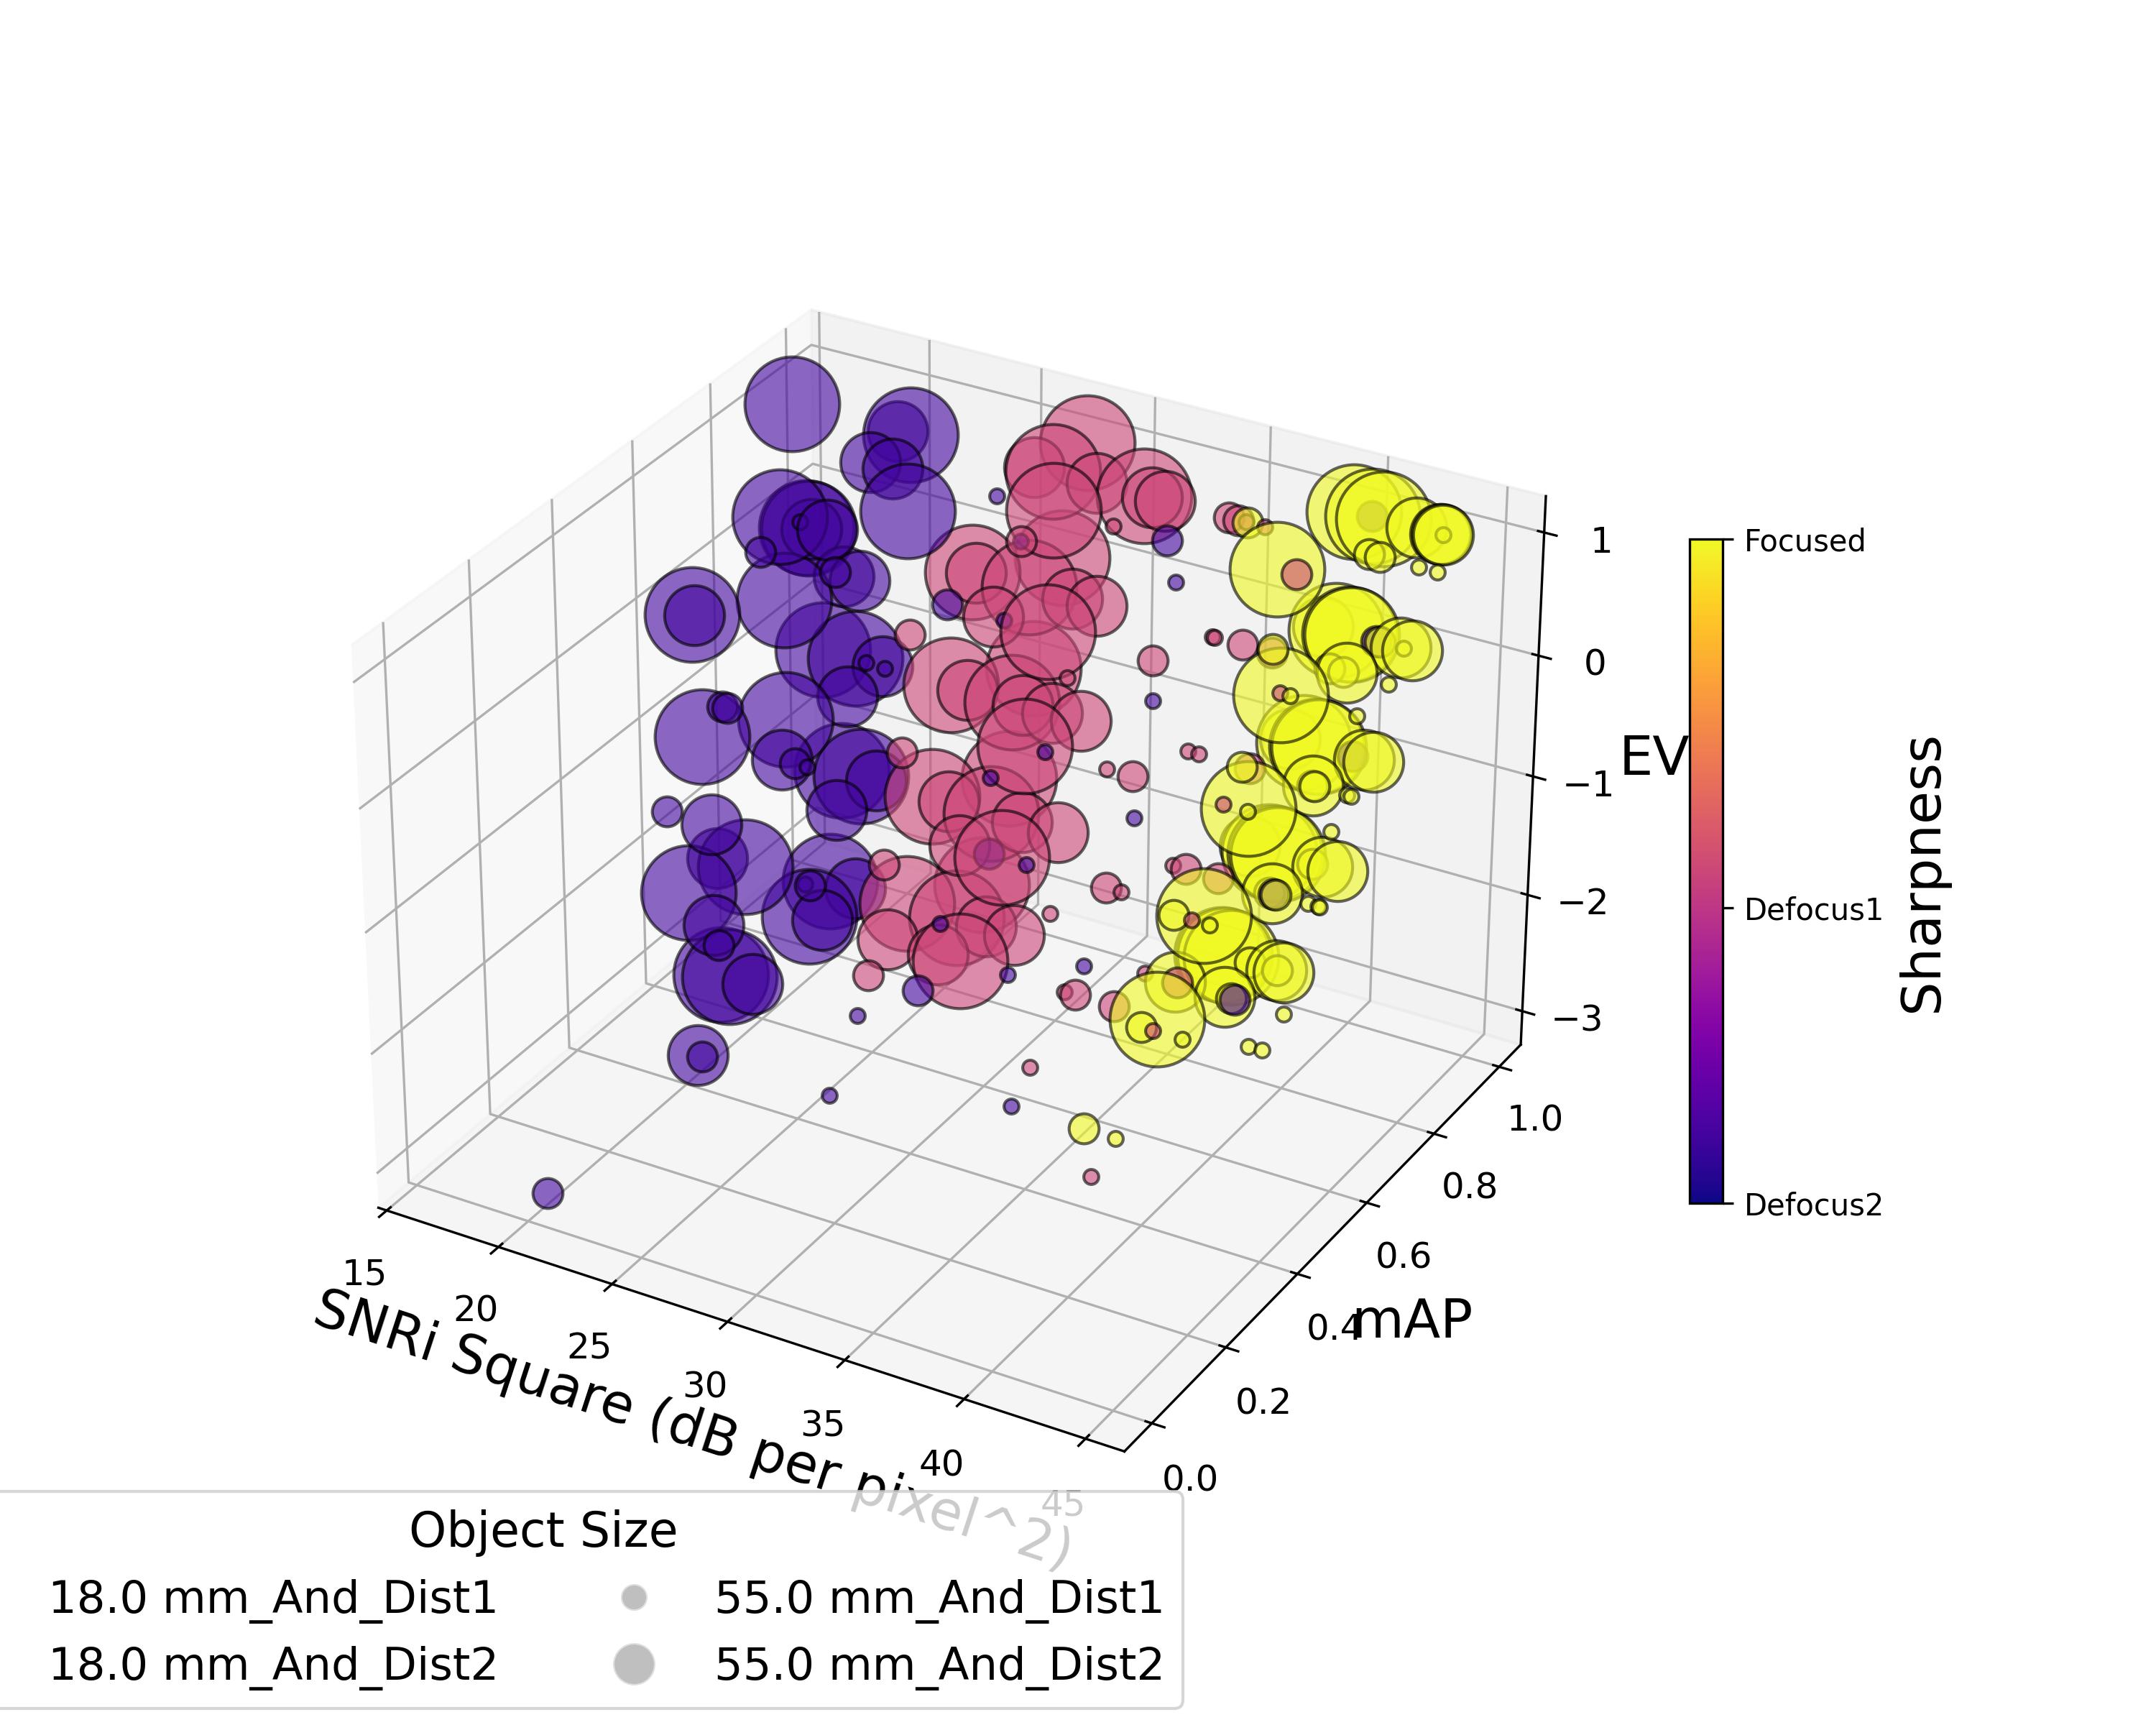 1
0
−1
−2
−3
EV
1.0
0.8
0.6
0.4
0.2
0.0
mAP
15
20
25
30
35
40
45
SNRi Square (dB per pixel^2)
Focused
Defocus1
Defocus2
Sharpness
Object Size
18.0 mm_And_Dist1
18.0 mm_And_Dist2
55.0 mm_And_Dist1
55.0 mm_And_Dist2